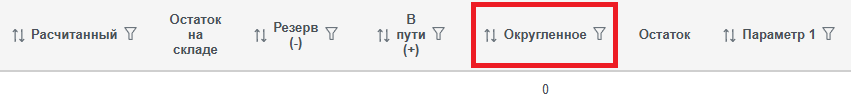 Расчитанный
Остаток
на
складе
Резерв
(-)
В
пути
(+)
Округленное
Остаток
Параметр 1
0